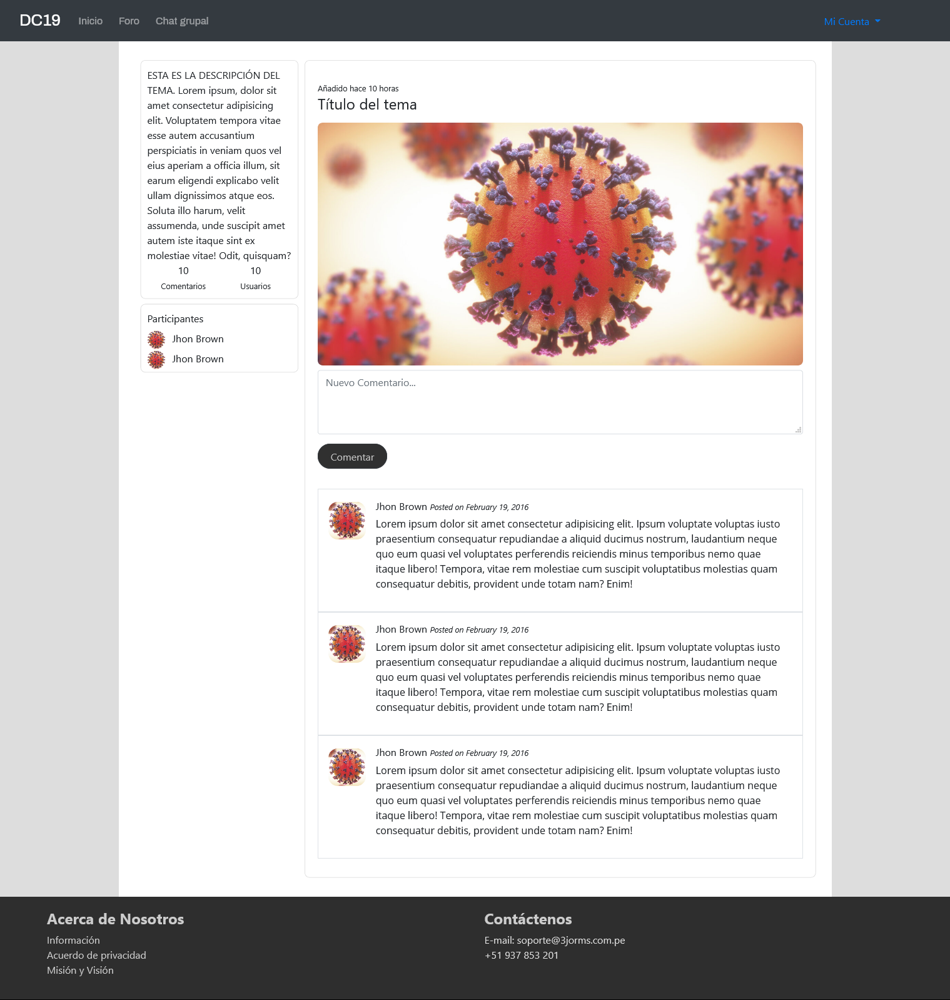 DC19 Inicio Foro Chat grupal Mi Cuenta
ESTA ES LA DESCRIPCIÓN DEL
TEMA. Lorem ipsum, dolor sit
amet consectetur adipisicing
elit. Voluptatem tempora vitae
esse autem accusantium
perspiciatis in veniam quos vel
eius aperiam a officia illum, sit
earum eligendi explicabo velit
ullam dignissimos atque eos.
Soluta illo harum, velit
assumenda, unde suscipit amet
autem iste itaque sint ex
molestiae vitae! Odit, quisquam?
10 10
Comentarios Usuarios
Participantes
Jhon Brown
Jhon Brown
Añadido hace 10 horas
Título del tema
Nuevo Comentario...
Comentar
Jhon Brown Posted on February 19, 2016
Lorem ipsum dolor sit amet consectetur adipisicing elit. Ipsum voluptate voluptas iusto
praesentium consequatur repudiandae a aliquid ducimus nostrum, laudantium neque
quo eum quasi vel voluptates perferendis reiciendis minus temporibus nemo quae
itaque libero! Tempora, vitae rem molestiae cum suscipit voluptatibus molestias quam
consequatur debitis, provident unde totam nam? Enim!
Jhon Brown Posted on February 19, 2016
Lorem ipsum dolor sit amet consectetur adipisicing elit. Ipsum voluptate voluptas iusto
praesentium consequatur repudiandae a aliquid ducimus nostrum, laudantium neque
quo eum quasi vel voluptates perferendis reiciendis minus temporibus nemo quae
itaque libero! Tempora, vitae rem molestiae cum suscipit voluptatibus molestias quam
consequatur debitis, provident unde totam nam? Enim!
Jhon Brown Posted on February 19, 2016
Lorem ipsum dolor sit amet consectetur adipisicing elit. Ipsum voluptate voluptas iusto
praesentium consequatur repudiandae a aliquid ducimus nostrum, laudantium neque
quo eum quasi vel voluptates perferendis reiciendis minus temporibus nemo quae
itaque libero! Tempora, vitae rem molestiae cum suscipit voluptatibus molestias quam
consequatur debitis, provident unde totam nam? Enim!
Acerca de Nosotros
Información
Acuerdo de privacidad
Misión y Visión
Contáctenos
E-mail: soporte@3jorms.com.pe
+51 937 853 201